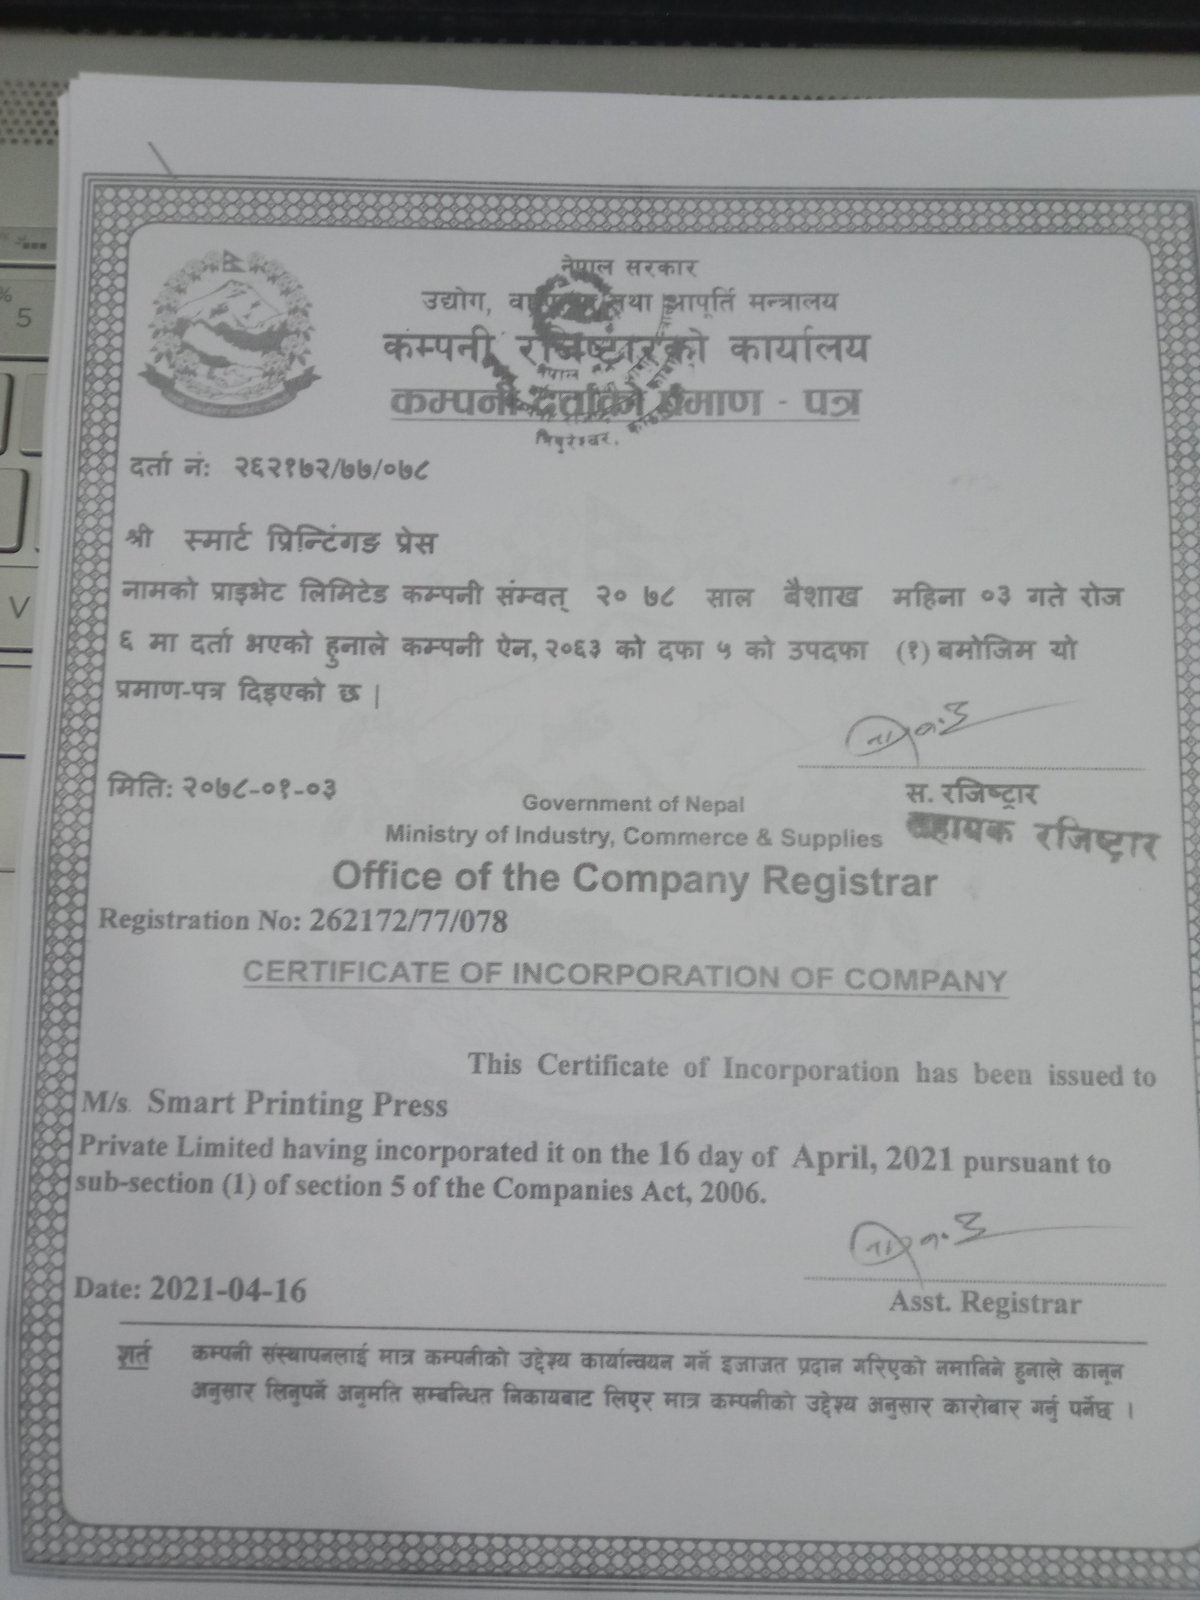 नेपाल सरकार
उद्योग, तथा आपूर्ति मन्त्रालय
कम्पनी रजिष्ट्रारको कार्यालय
कम्पनी दर्ताको प्रमाण - पत्र
त्रिपुरेश्वर,
दर्ता नं: २६२१७२/७७/०७८
श्री स्मार्ट प्रिन्टिंगङ प्रेस
नामको प्राइभेट लिमिटेड कम्पनी संम्वत् २० ७८ साल बैशाख महिना ०३ गते रोज
६ मा दर्ता भएको हुनाले कम्पनी ऐन, २०६३ को दफा ५ को उपदफा (१) बमोजिम यो
प्रमाण-पत्र दिइएको छ |
मिति: २०७८-०१-०३
स. रजिष्ट्रार
सहायक रजिष्ट्रार
Government of Nepal
Ministry of Industry, Commerce & Supplies
Office of the Company Registrar
Registration No: 262172/77/078
CERTIFICATE OF INCORPORATION OF COMPANY
This Certificate of Incorporation has been issued to
M/s. Smart Printing Press
Private Limited having incorporated it on the 16 day of April, 2021 pursuant to
sub-section (1) of section 5 of the Companies Act, 2006.
Date: 2021-04-16
Asst. Registrar
शर्त कम्पनी संस्थापनलाई मात्र कम्पनीको उद्देश्य कार्यान्वयन गर्ने इजाजत प्रदान गरिएको नमानिने हुनाले कानून
अनुसार लिनुपर्ने अनुमति सम्बन्धित निकायबाट लिएर मात्र कम्पनीको उद्देश्य अनुसार कारोबार गर्नु पर्नेछ ।
5
V